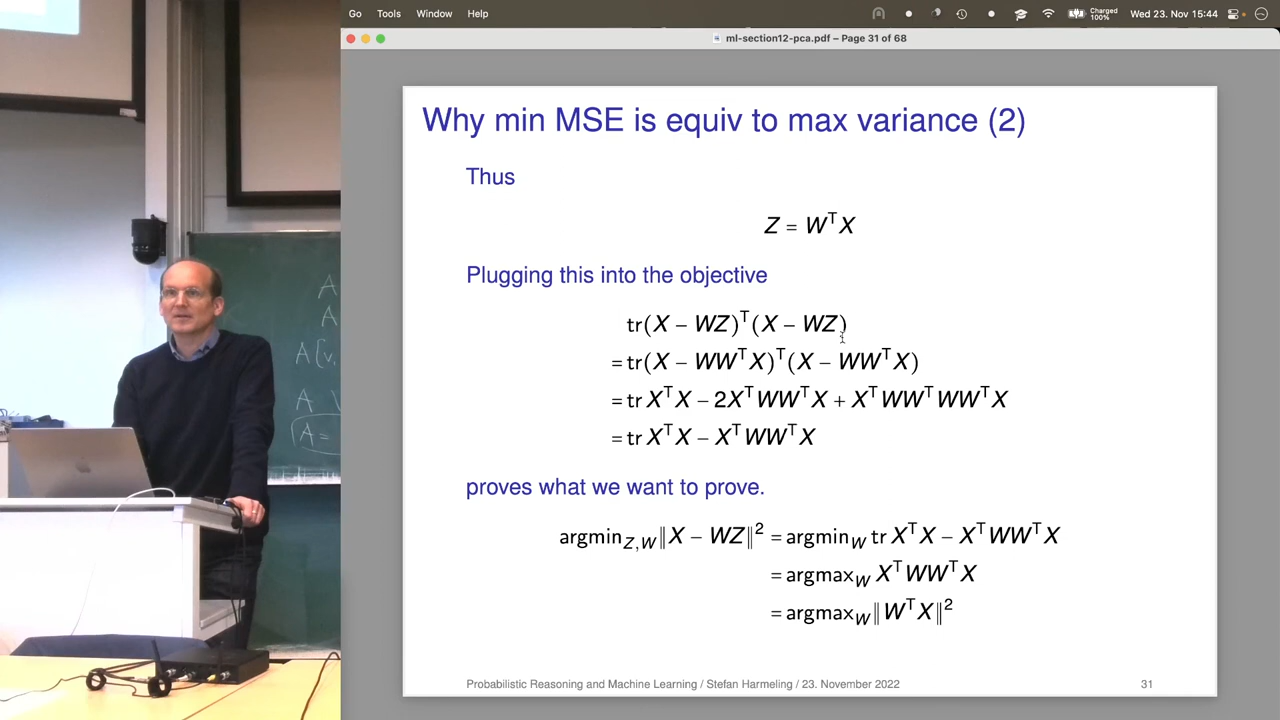 Go Tools Window Help Charged 100% Wed 23. Nov 15:44
ml-section12-pca.pdf – Page 31 of 68
Why min MSE is equiv to max variance (2)
Thus
Z = WᵀX
Plugging this into the objective
tr(X − WZ)ᵀ(X − WZ)
= tr(X − WWᵀX)ᵀ(X − WWᵀX)
= tr XᵀX − 2XᵀWWᵀX + XᵀWWᵀWWᵀX
= tr XᵀX − XᵀWWᵀX
proves what we want to prove.
argmin_{Z,W}‖X − WZ‖² = argmin_W tr XᵀX − XᵀWWᵀX
= argmax_W XᵀWWᵀX
= argmax_W‖WᵀX‖²
Probabilistic Reasoning and Machine Learning / Stefan Harmeling / 23. November 2022 31
A
A
A
A =